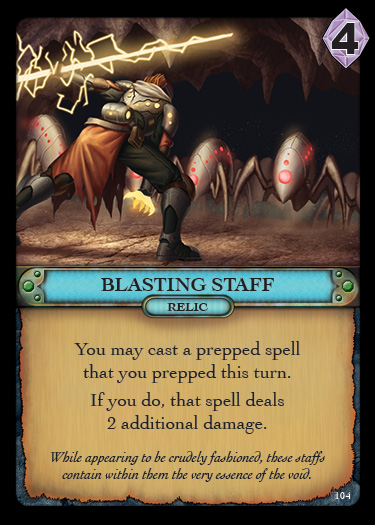 4
BLASTING STAFF
RELIC
You may cast a prepped spell
that you prepped this turn.
If you do, that spell deals
2 additional damage.
While appearing to be crudely fashioned, these staffs
contain within them the very essence of the void.
104